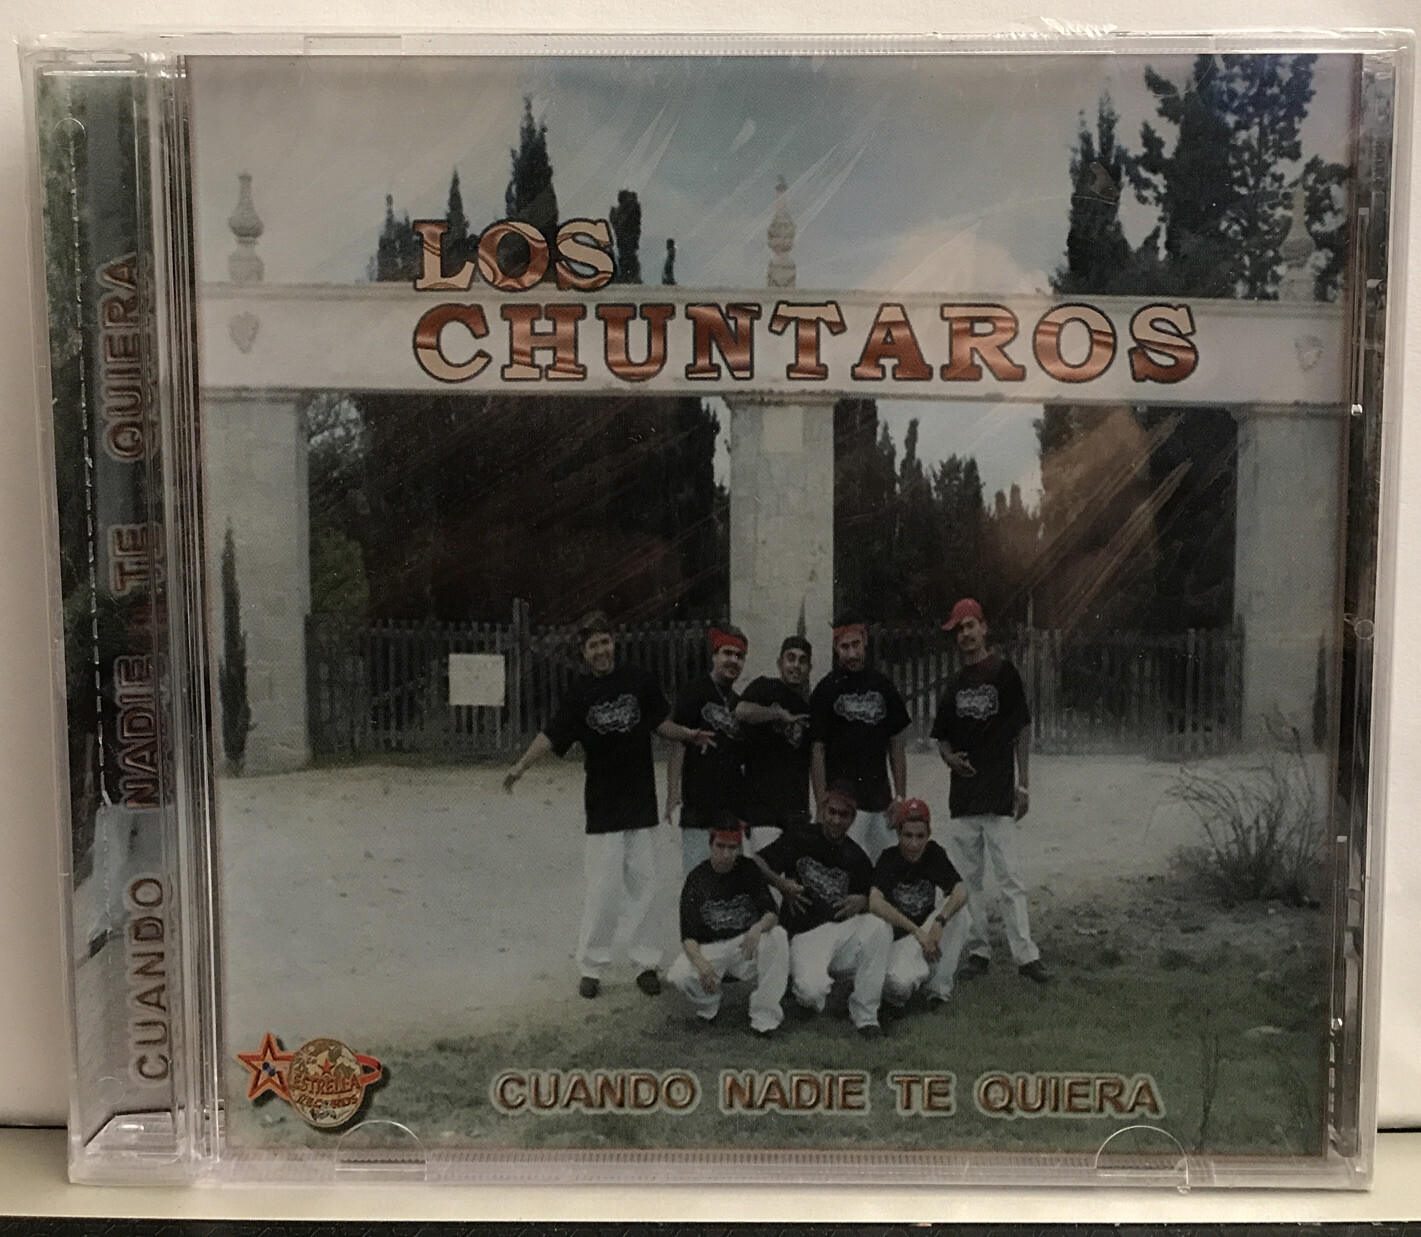 LOS
CHUNTAROS
CUANDO NADIE TE QUIERA
ESTRELLA
RECORDS
CUANDO NADIE TE QUIERA